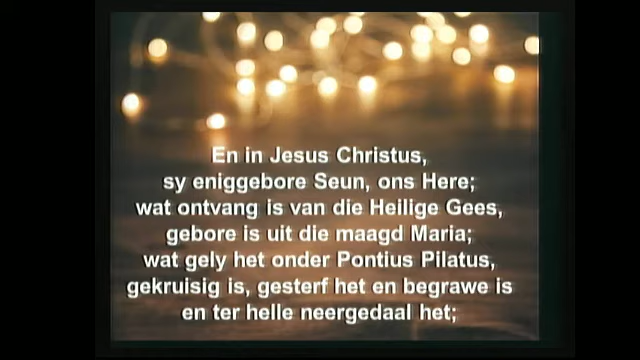 En in Jesus Christus,
sy eniggebore Seun, ons Here;
wat ontvang is van die Heilige Gees,
gebore is uit die maagd Maria;
wat gely het onder Pontius Pilatus,
gekruisig is, gesterf het en begrawe is
en ter helle neergedaal het;